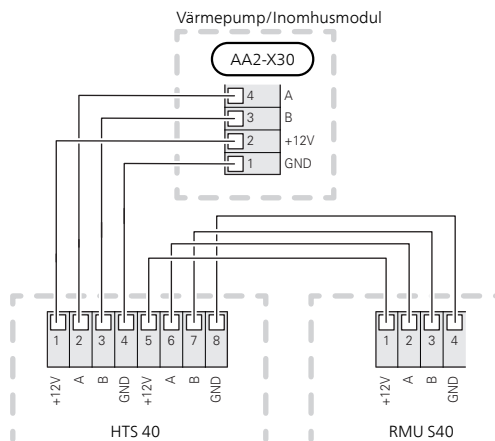 Värmepump/Inomhusmodul
AA2-X30
4 A
3 B
2 +12V
1 GND
1 2 3 4 5 6 7 8
+12V A B GND +12V A B GND
HTS 40
1 2 3 4
+12V A B GND
RMU S40